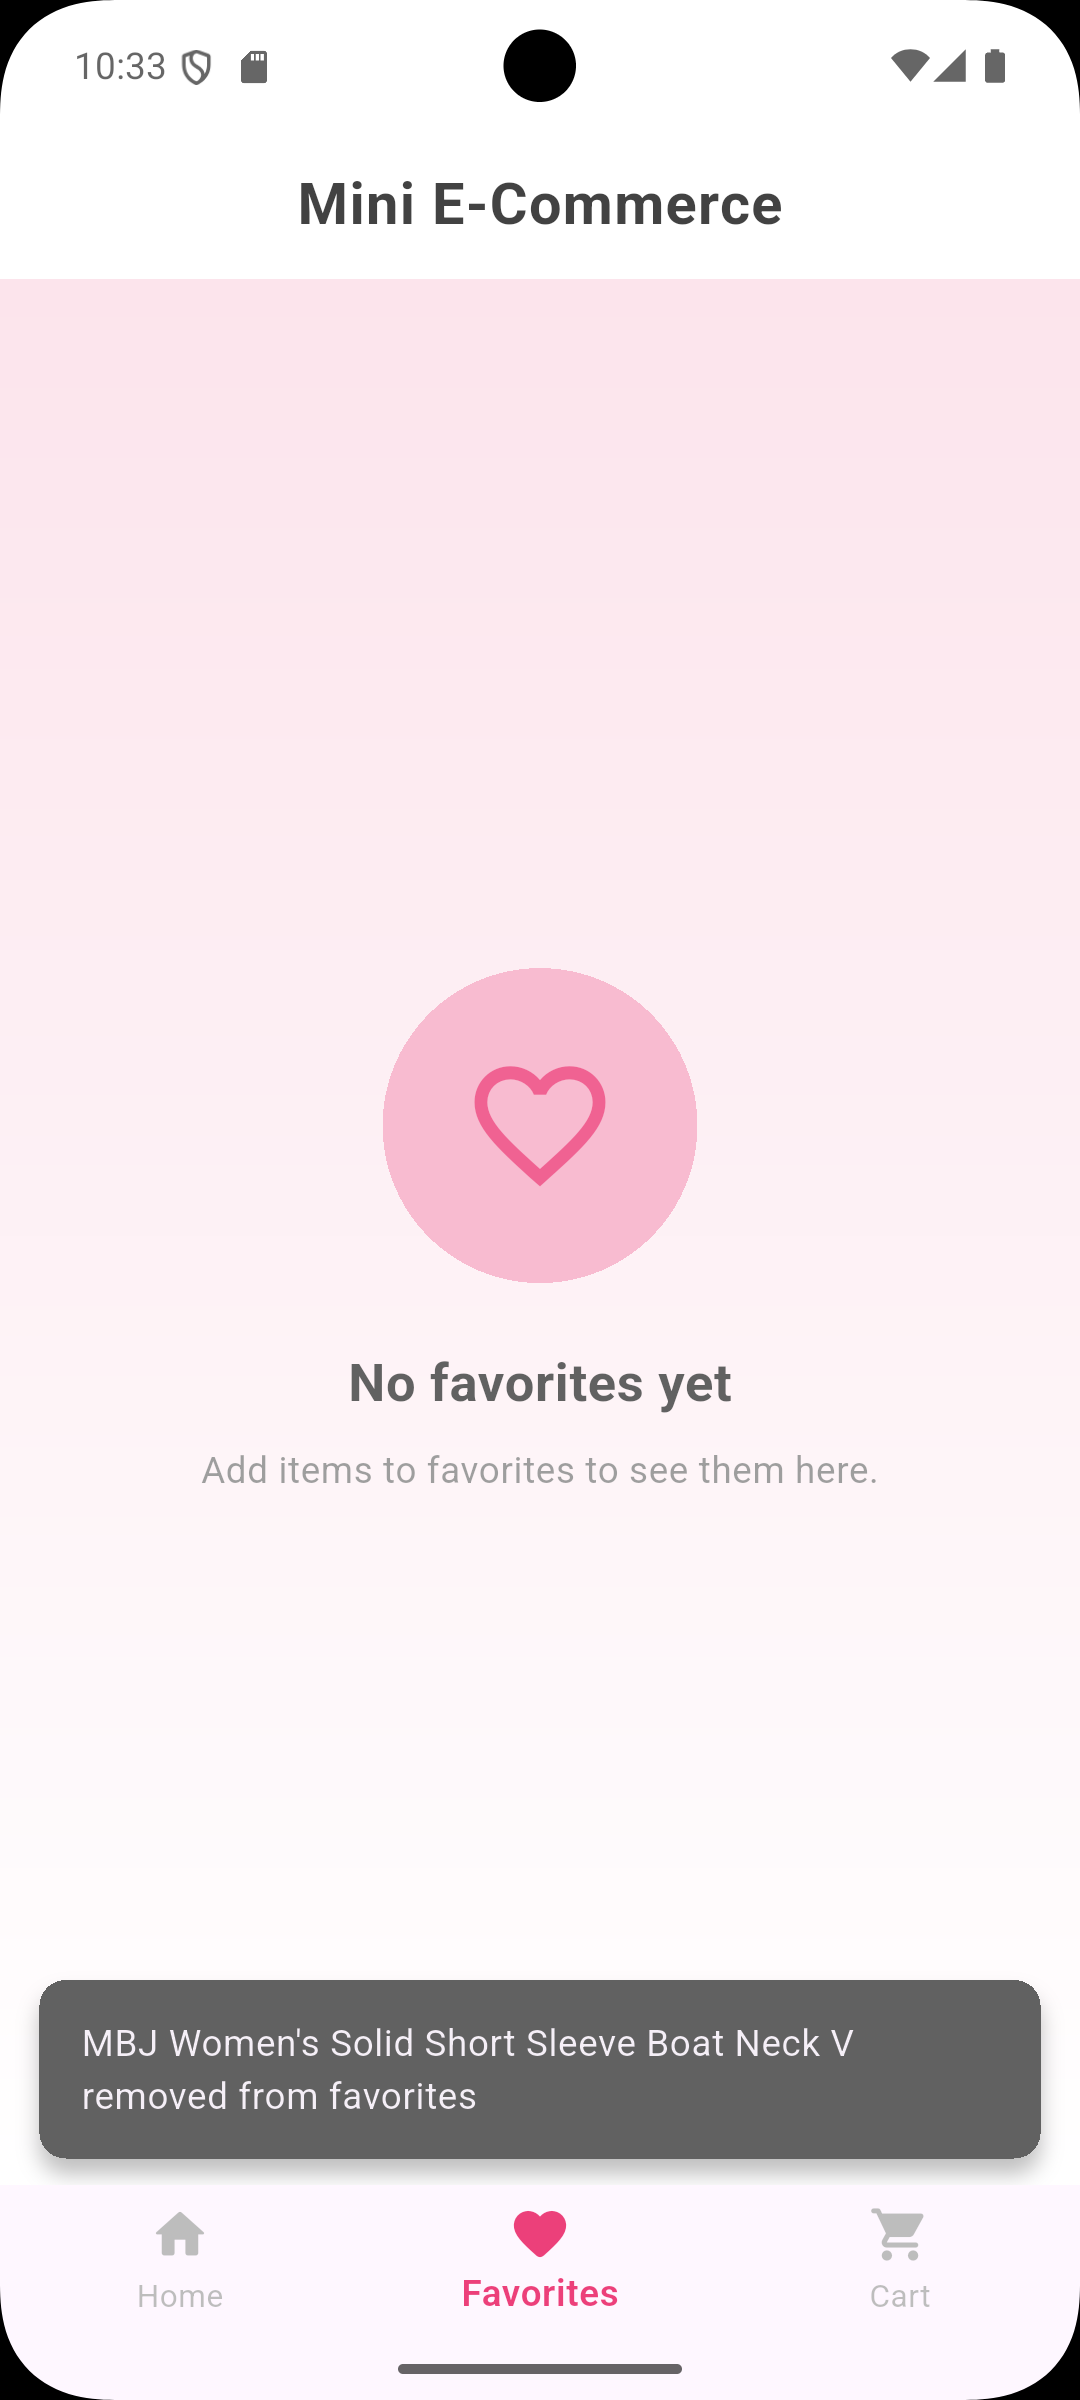 10:33
Mini E-Commerce
No favorites yet
Add items to favorites to see them here.
MBJ Women's Solid Short Sleeve Boat Neck V
removed from favorites
Home
Favorites
Cart